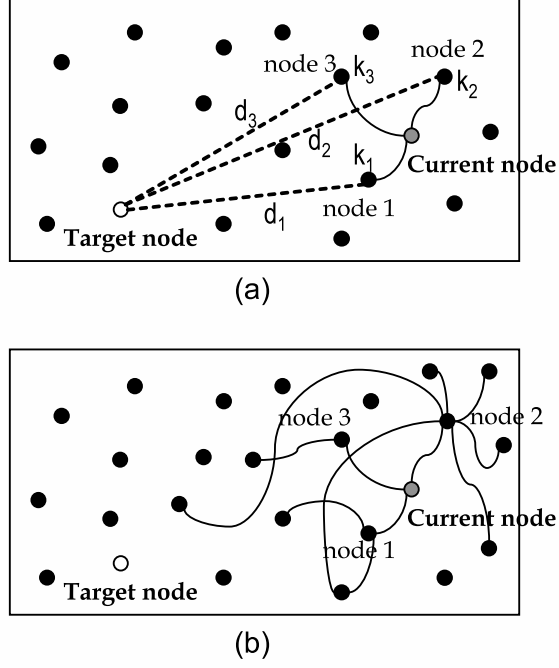 node 3 k3
node 2
k2
d3
d2
k1
Current node
node 1
d1
Target node
(a)
node 3
node 2
Current node
node 1
Target node
(b)